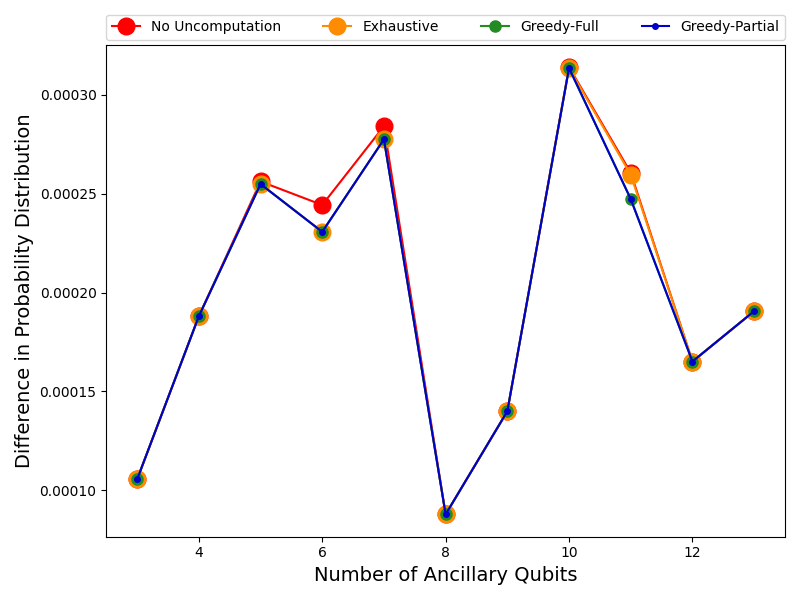 No Uncomputation Exhaustive Greedy-Full Greedy-Partial
Difference in Probability Distribution
0.00030
0.00025
0.00020
0.00015
0.00010
4 6 8 10 12
Number of Ancillary Qubits